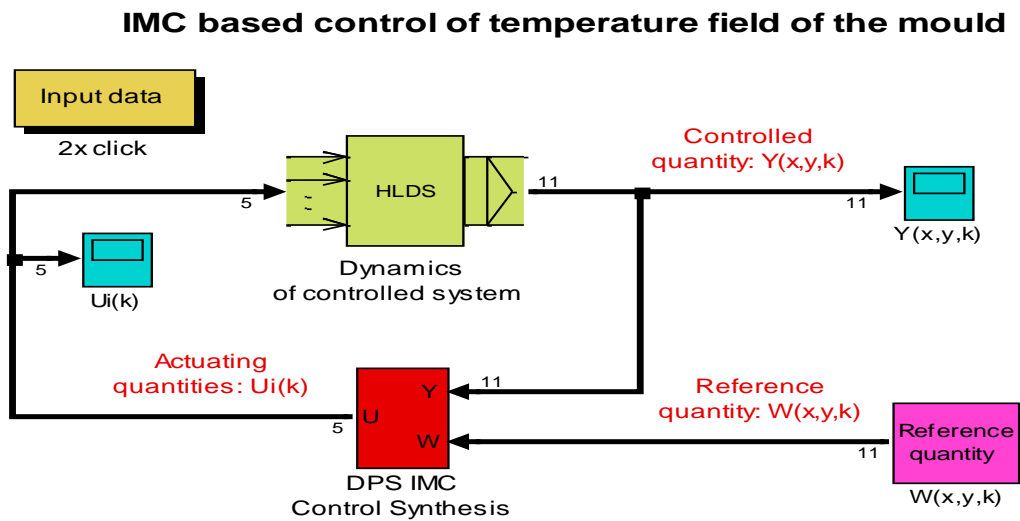 IMC based control of temperature field of the mould
Input data
2x click
Controlled
quantity: Y(x,y,k)
HLDS
5
11
11
Y(x,y,k)
Dynamics
of controlled system
5
Ui(k)
Actuating
quantities: Ui(k)
Y
11
Reference
quantity: W(x,y,k)
U
5
W
11
Reference
quantity
W(x,y,k)
DPS IMC
Control Synthesis